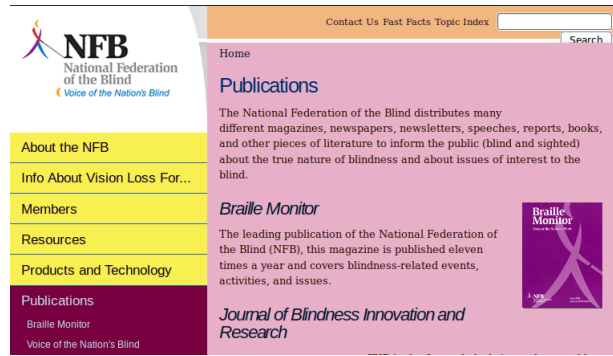 Contact Us Fast Facts Topic Index
Search
NFB
National Federation
of the Blind
Voice of the Nation's Blind
Home
Publications
The National Federation of the Blind distributes many
different magazines, newspapers, newsletters, speeches, reports, books,
and other pieces of literature to inform the public (blind and sighted)
about the true nature of blindness and about issues of interest to the
blind.
About the NFB
Info About Vision Loss For...
Members
Resources
Products and Technology
Publications
Braille Monitor
Voice of the Nation's Blind
Braille Monitor
The leading publication of the National Federation of
the Blind (NFB), this magazine is published eleven
times a year and covers blindness-related events,
activities, and issues.
Braille
Monitor
Voice of the Nation's Blind
NFB
Journal of Blindness Innovation and
Research